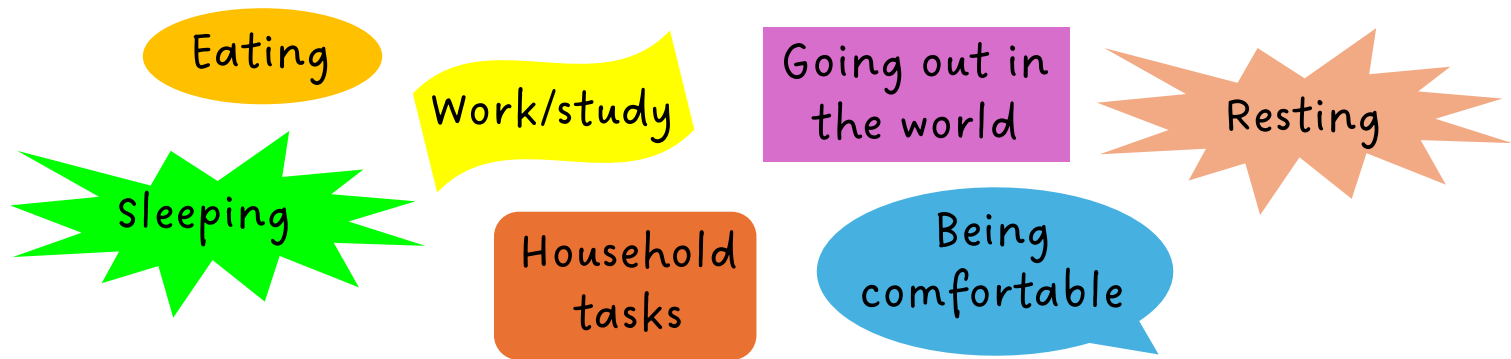 Eating
Work/study
Going out in
the world
Resting
Sleeping
Household
tasks
Being
comfortable